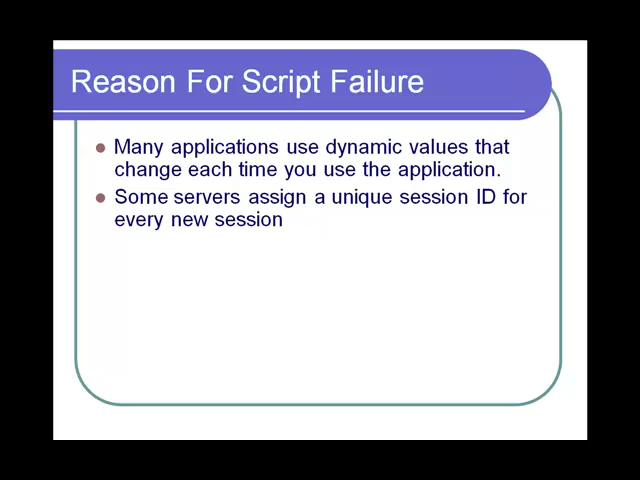 Reason For Script Failure
Many applications use dynamic values that
change each time you use the application.
Some servers assign a unique session ID for
every new session